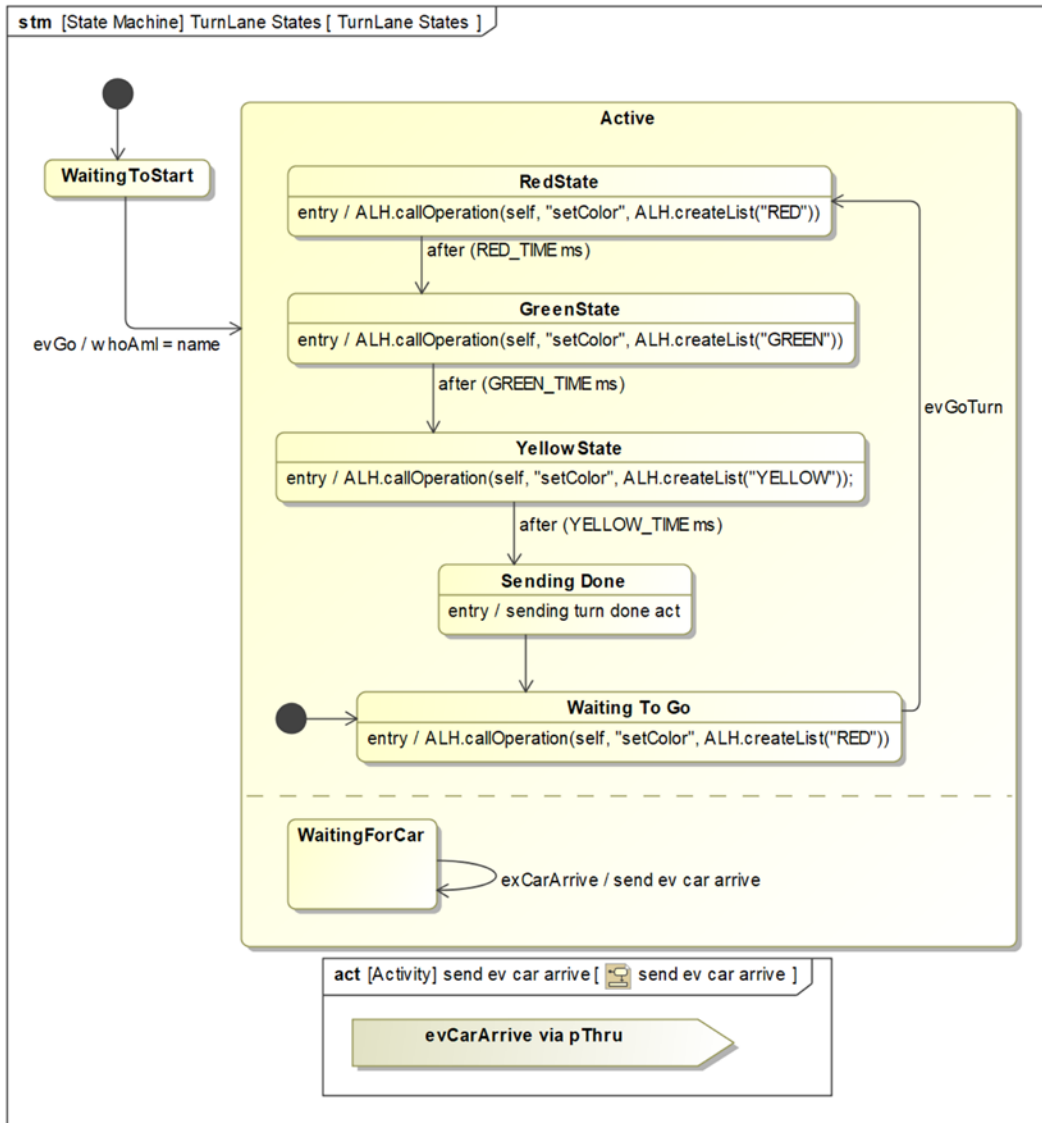 stm [State Machine] TurnLane States [ TurnLane States ]
Active
WaitingToStart
RedState
entry / ALH.callOperation(self, "setColor", ALH.createList("RED"))
after (RED_TIME ms)
GreenState
entry / ALH.callOperation(self, "setColor", ALH.createList("GREEN"))
evGo / whoAmI = name
after (GREEN_TIME ms)
evGoTurn
YellowState
entry / ALH.callOperation(self, "setColor", ALH.createList("YELLOW"));
after (YELLOW_TIME ms)
Sending Done
entry / sending turn done act
Waiting To Go
entry / ALH.callOperation(self, "setColor", ALH.createList("RED"))
WaitingForCar
exCarArrive / send ev car arrive
act [Activity] send ev car arrive [ send ev car arrive ]
evCarArrive via pThru